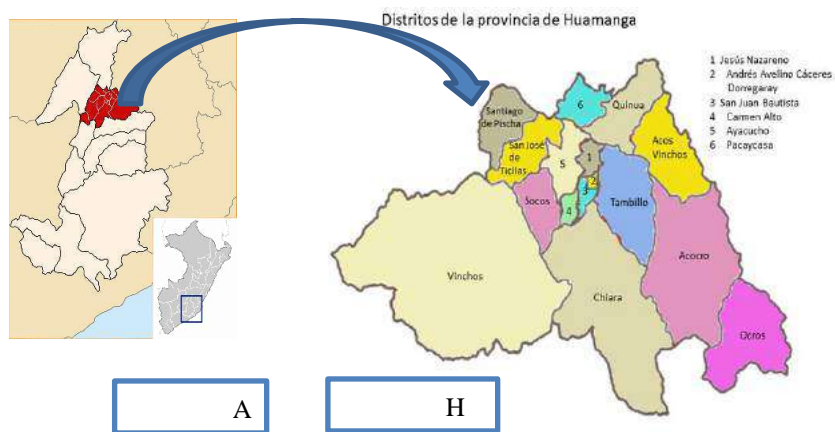 Distritos de la provincia de Huamanga
1 Jesús Nazareno
2 Andrés Avelino Cáceres
Dorregaray
3 San Juan Bautista
4 Carmen Alto
5 Ayacucho
6 Pacaycasa
Santiago
de Pischa
6
Quinua
San José
de
Ticllas
5
1
Acos
Vinchos
2
3
Socos
4
Tambillo
Acocro
Vinchos
Chiara
Ocros
A
H